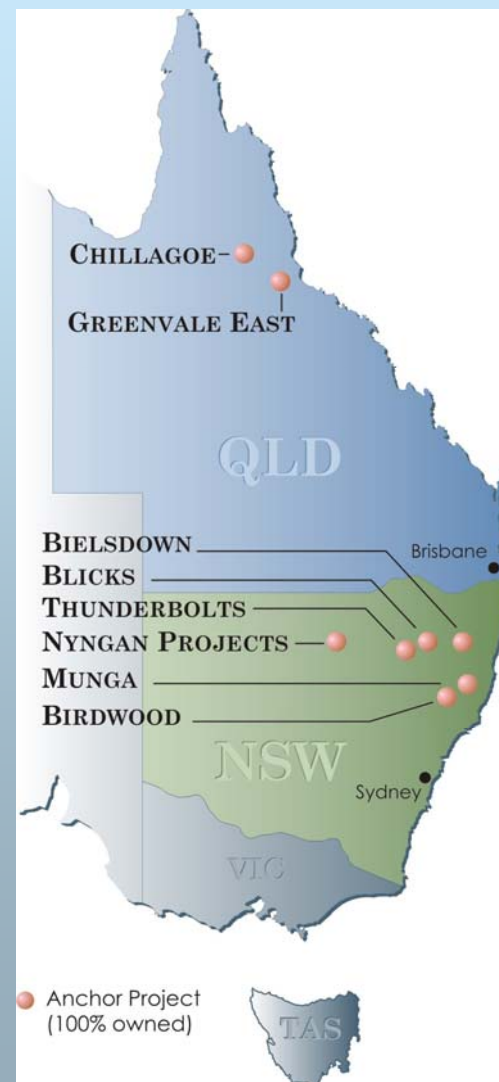 CHILLAGOE
GREENVALE EAST
QLD
BIELSDOWN
Brisbane
BLICKS
THUNDERBOLTS
NYNGAN PROJECTS
MUNGA
BIRDWOOD
NSW
Sydney
VIC
Anchor Project
(100% owned)
TAS